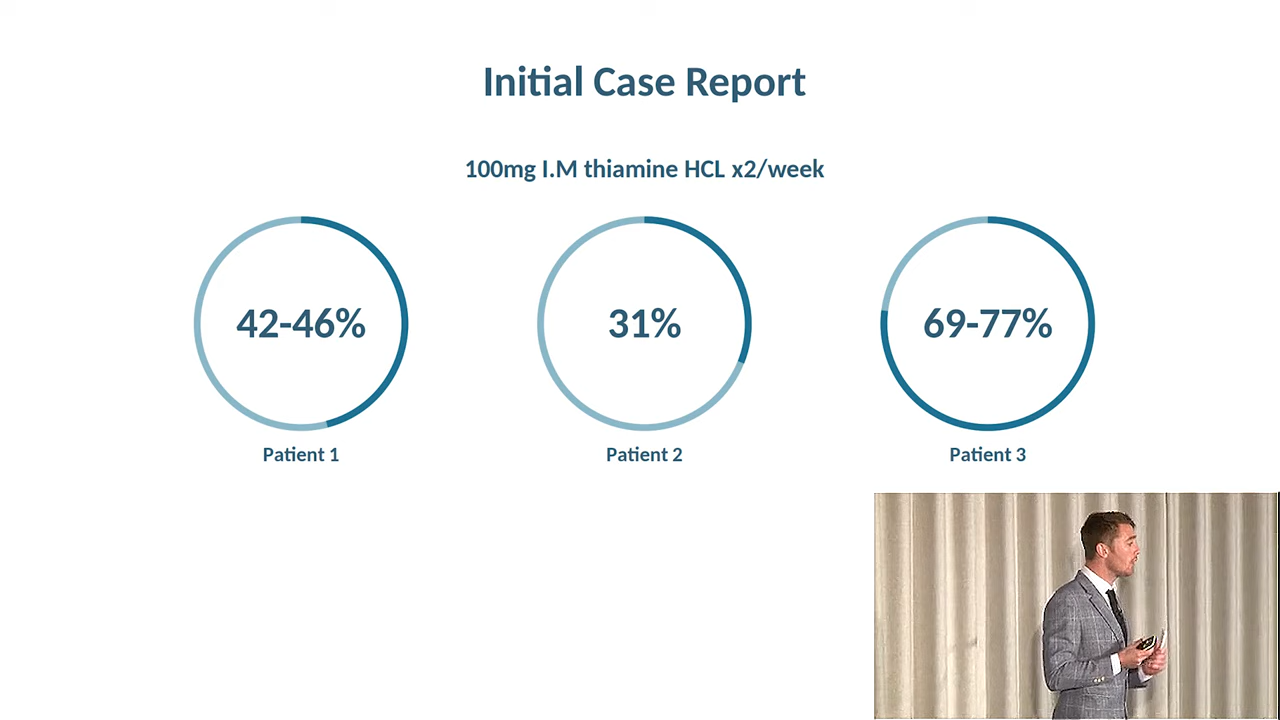 Initial Case Report
100mg I.M thiamine HCL x2/week
42-46%
31%
69-77%
Patient 1
Patient 2
Patient 3